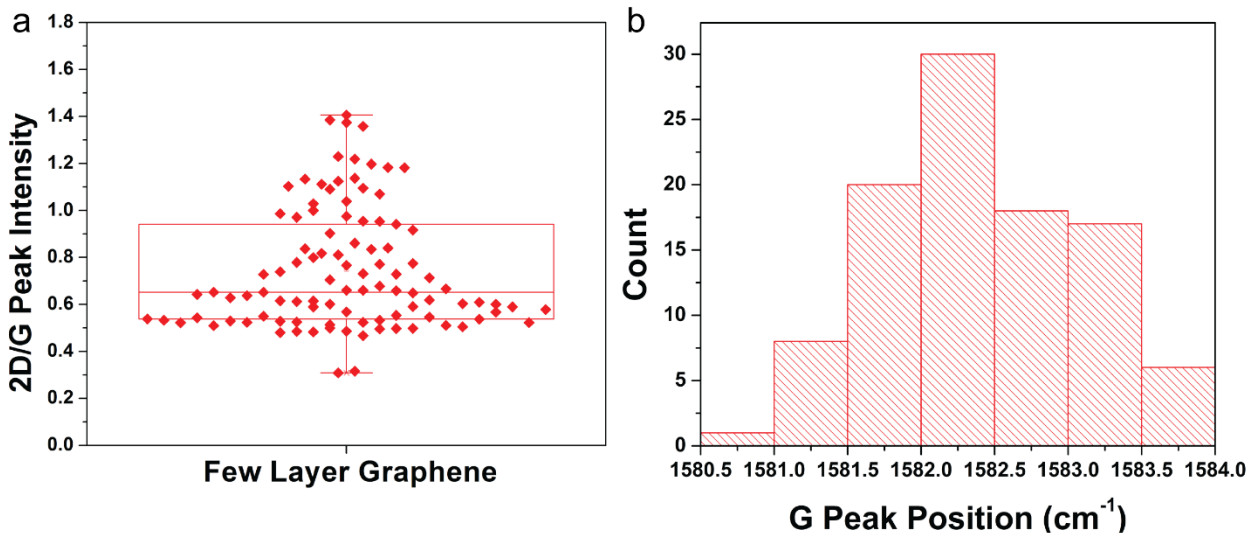 a
1.8
1.6
1.4
1.2
1.0
0.8
0.6
0.4
0.2
0.0
2D/G Peak Intensity
Few Layer Graphene
b
30
25
20
15
10
5
0
Count
1580.5 1581.0 1581.5 1582.0 1582.5 1583.0 1583.5 1584.0
G Peak Position (cm⁻¹)